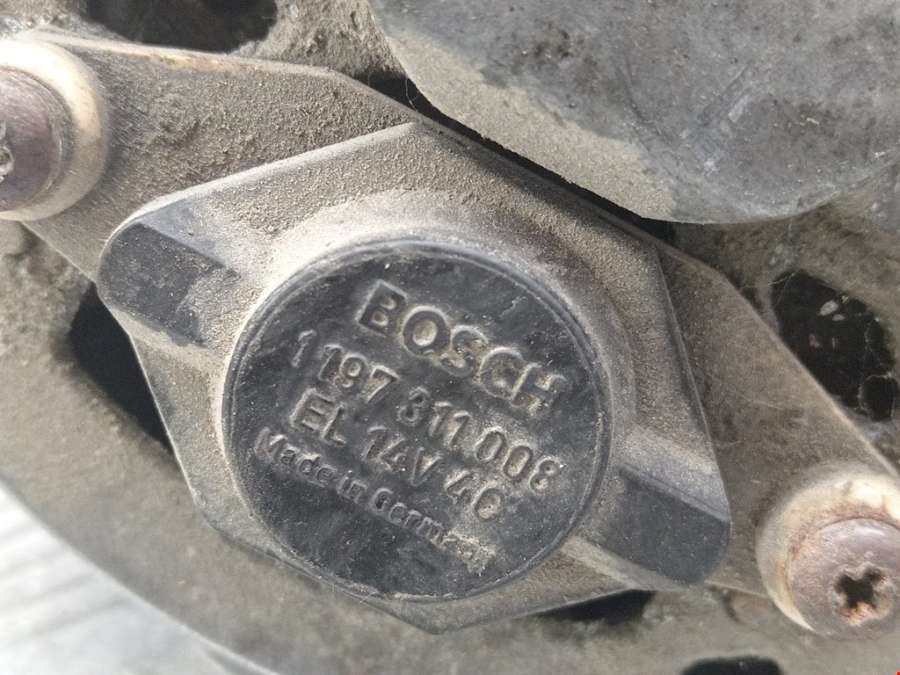 BOSCH
1 197 311 008
EL 14V 4C
Made in Germany